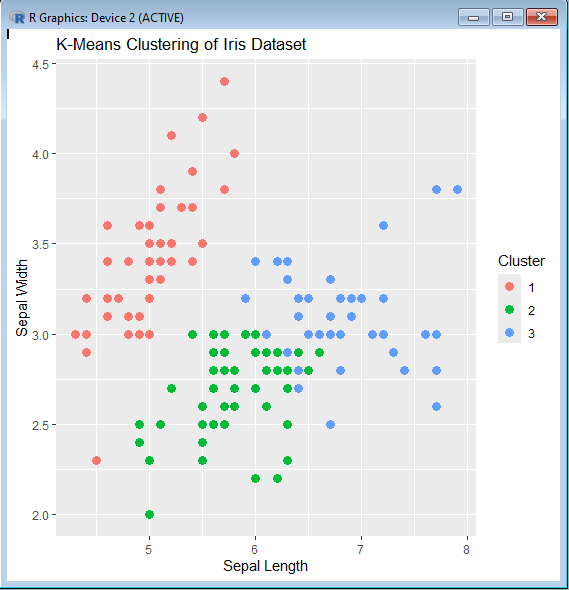 R Graphics: Device 2 (ACTIVE)
K-Means Clustering of Iris Dataset
4.5
4.0
3.5
3.0
2.5
2.0
Sepal Width
5 6 7 8
Sepal Length
Cluster
1
2
3